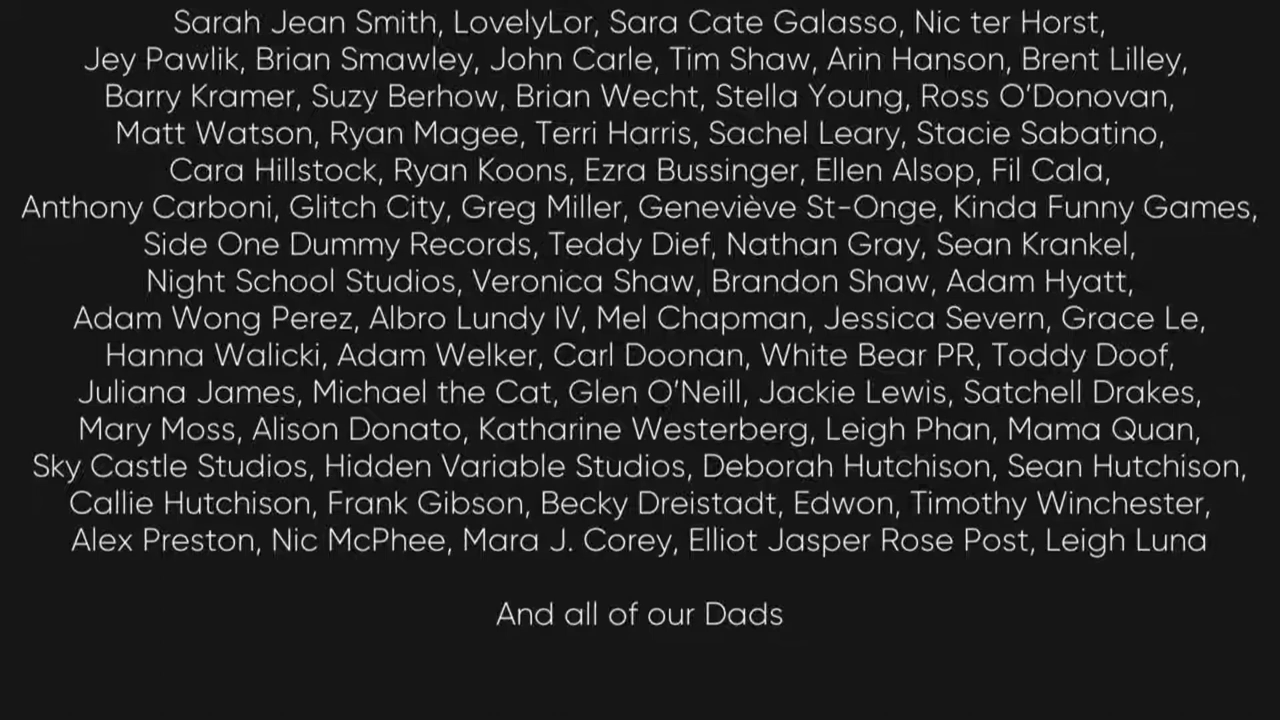 Sarah Jean Smith, LovelyLor, Sara Cate Galasso, Nic ter Horst,
Jey Pawlik, Brian Smawley, John Carle, Tim Shaw, Arin Hanson, Brent Lilley,
Barry Kramer, Suzy Berhow, Brian Wecht, Stella Young, Ross O’Donovan,
Matt Watson, Ryan Magee, Terri Harris, Sachel Leary, Stacie Sabatino,
Cara Hillstock, Ryan Koons, Ezra Bussinger, Ellen Alsop, Fil Cala,
Anthony Carboni, Glitch City, Greg Miller, Geneviève St-Onge, Kinda Funny Games,
Side One Dummy Records, Teddy Dief, Nathan Gray, Sean Krankel,
Night School Studios, Veronica Shaw, Brandon Shaw, Adam Hyatt,
Adam Wong Perez, Albro Lundy IV, Mel Chapman, Jessica Severn, Grace Le,
Hanna Walicki, Adam Welker, Carl Doonan, White Bear PR, Toddy Doof,
Juliana James, Michael the Cat, Glen O’Neill, Jackie Lewis, Satchell Drakes,
Mary Moss, Alison Donato, Katharine Westerberg, Leigh Phan, Mama Quan,
Sky Castle Studios, Hidden Variable Studios, Deborah Hutchison, Sean Hutchison,
Callie Hutchison, Frank Gibson, Becky Dreistadt, Edwon, Timothy Winchester,
Alex Preston, Nic McPhee, Mara J. Corey, Elliot Jasper Rose Post, Leigh Luna
And all of our Dads